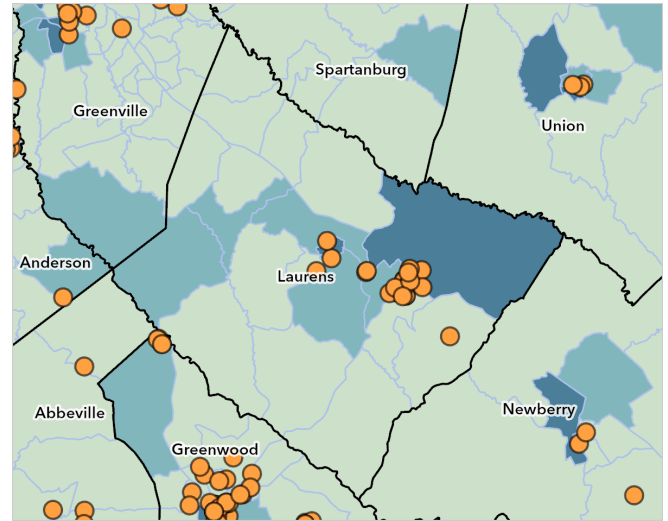 Spartanburg
Greenville
Union
Anderson
Laurens
Abbeville
Newberry
Greenwood